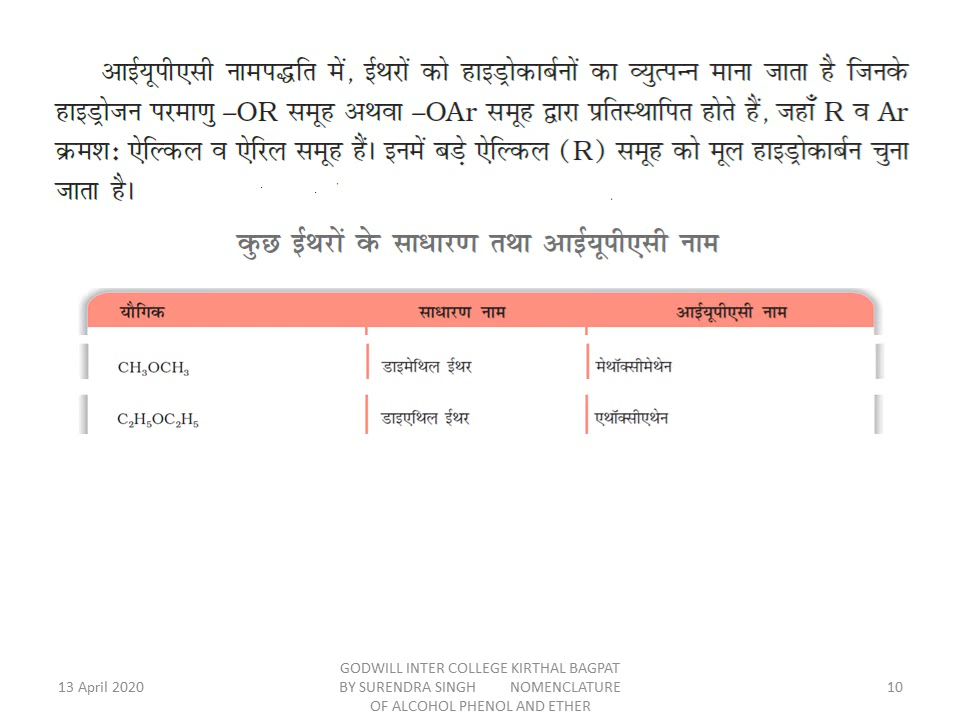 आईयूपीएसी नामपद्धति में, ईथरों को हाइड्रोकार्बनों का व्युत्पन्न माना जाता है जिनके
हाइड्रोजन परमाणु –OR समूह अथवा –OAr समूह द्वारा प्रतिस्थापित होते हैं, जहाँ R व Ar
क्रमश: ऐल्किल व ऐरिल समूह हैं। इनमें बड़े ऐल्किल (R) समूह को मूल हाइड्रोकार्बन चुना
जाता है।
कुछ ईथरों के साधारण तथा आईयूपीएसी नाम
यौगिक साधारण नाम आईयूपीएसी नाम
CH₃OCH₃ डाइमेथिल ईथर मेथॉक्सीमेथेन
C₂H₅OC₂H₅ डाइएथिल ईथर एथॉक्सीएथेन
GODWILL INTER COLLEGE KIRTHAL BAGPAT
13 April 2020 BY SURENDRA SINGH NOMENCLATURE 10
OF ALCOHOL PHENOL AND ETHER